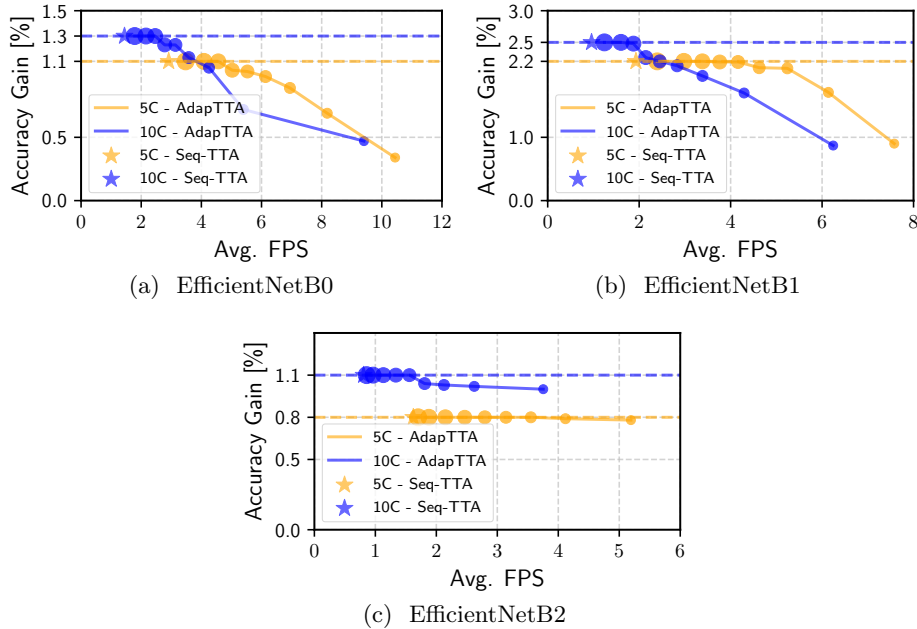 Accuracy Gain [%]
1.5
1.3
1.1
0.5
0.0
5C - AdapTTA
10C - AdapTTA
5C - Seq-TTA
10C - Seq-TTA
0 2 4 6 8 10 12
Avg. FPS
(a) EfficientNetB0
Accuracy Gain [%]
3.0
2.5
2.2
1.0
0.0
5C - AdapTTA
10C - AdapTTA
5C - Seq-TTA
10C - Seq-TTA
0 1 2 3 4 5 6 7 8
Avg. FPS
(b) EfficientNetB1
Accuracy Gain [%]
1.1
0.8
0.5
0.0
5C - AdapTTA
10C - AdapTTA
5C - Seq-TTA
10C - Seq-TTA
0 1 2 3 4 5 6
Avg. FPS
(c) EfficientNetB2